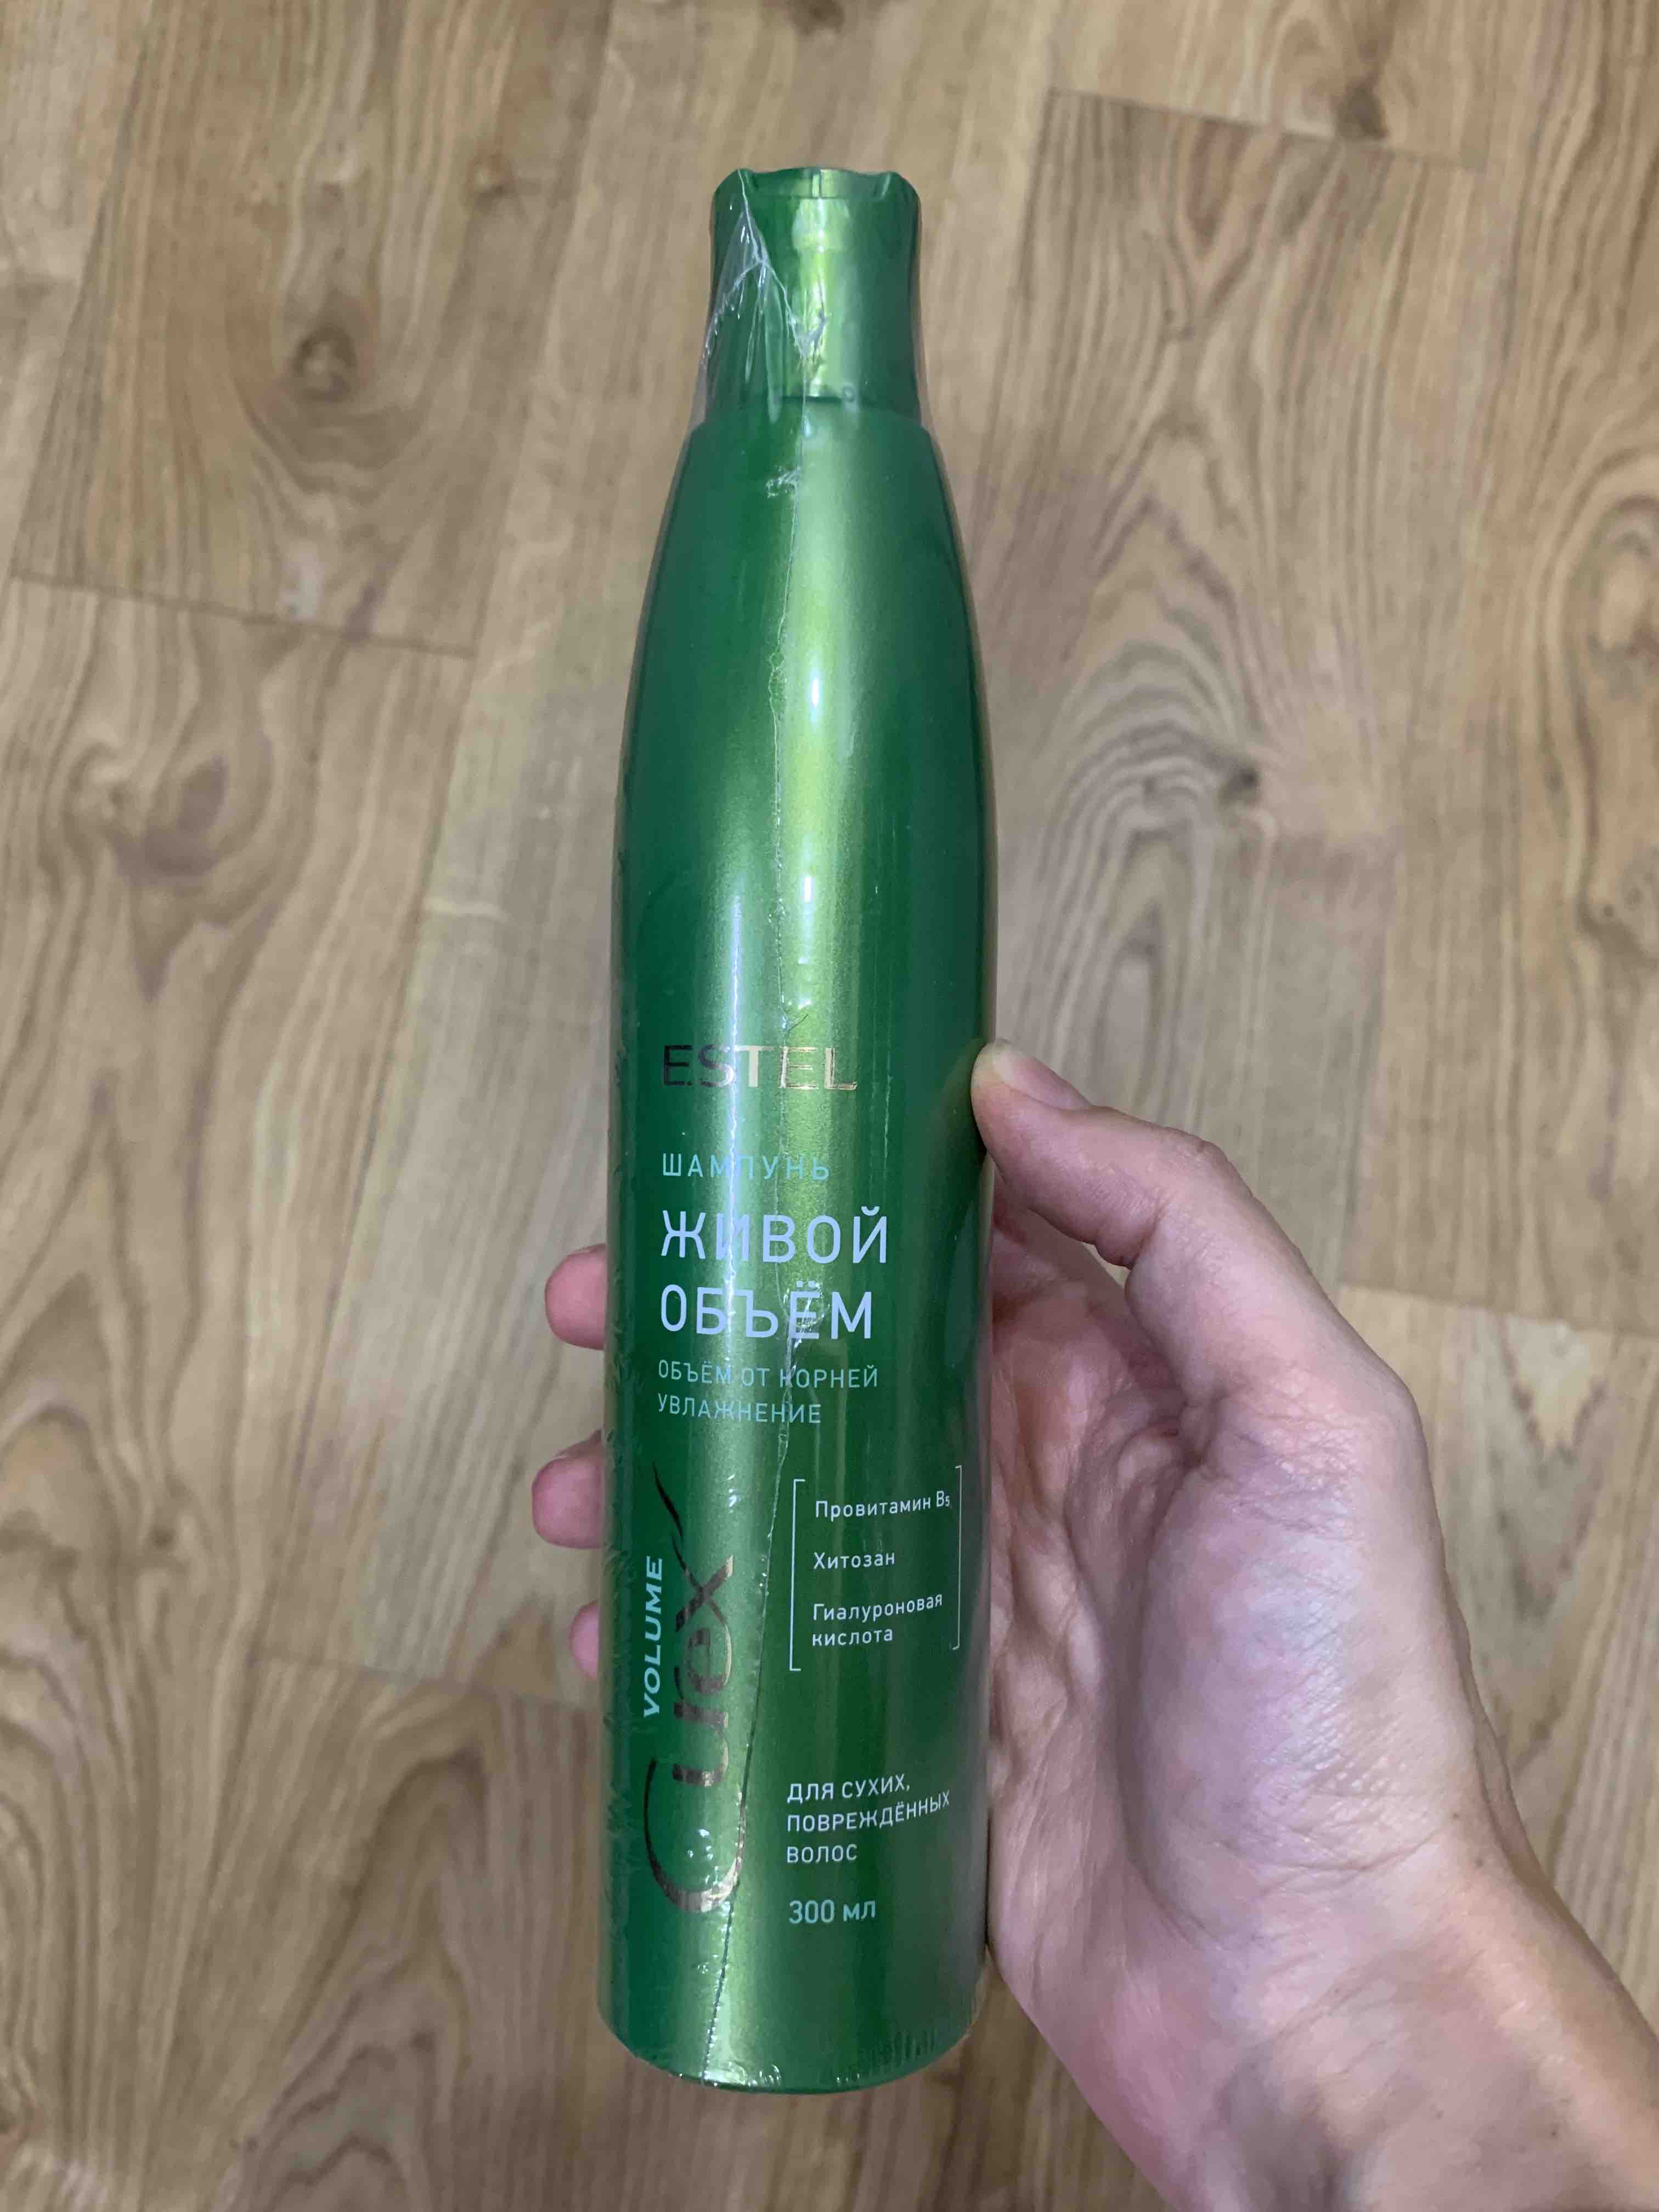 ESTEL
ШАМПУНЬ
ЖИВОЙ
ОБЪЁМ
ОБЪЁМ ОТ КОРНЕЙ
УВЛАЖНЕНИЕ
Провитамин B₅
Хитозан
Гиалуроновая
кислота
VOLUME
Curex
ДЛЯ СУХИХ,
ПОВРЕЖДЁННЫХ
ВОЛОС
300 мл